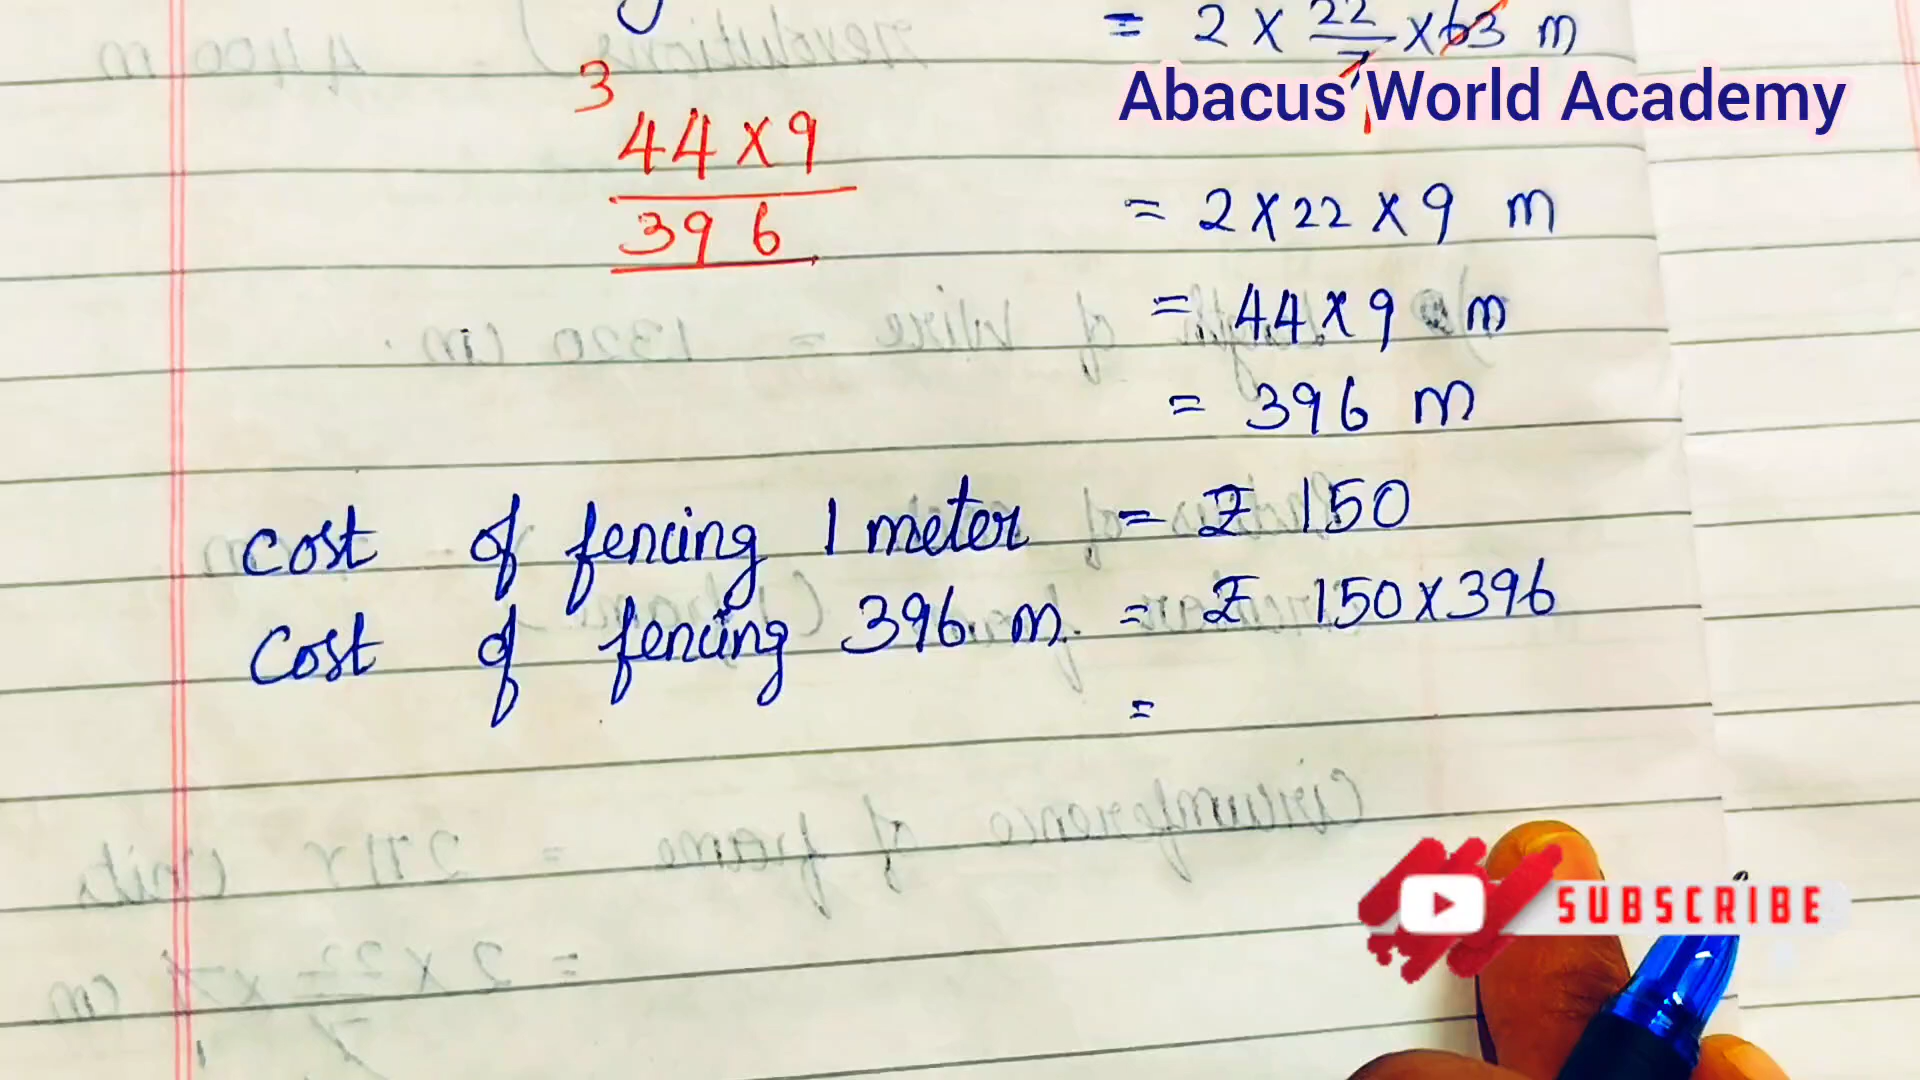 = 2 × 22/7 × 63 m
Abacus World Academy
3
44×9
396
= 2×22×9 m
= 44×9 m
= 396 m
Cost of fencing 1 meter = ₹ 150
Cost of fencing 396 m. = ₹ 150×396
=
SUBSCRIBE